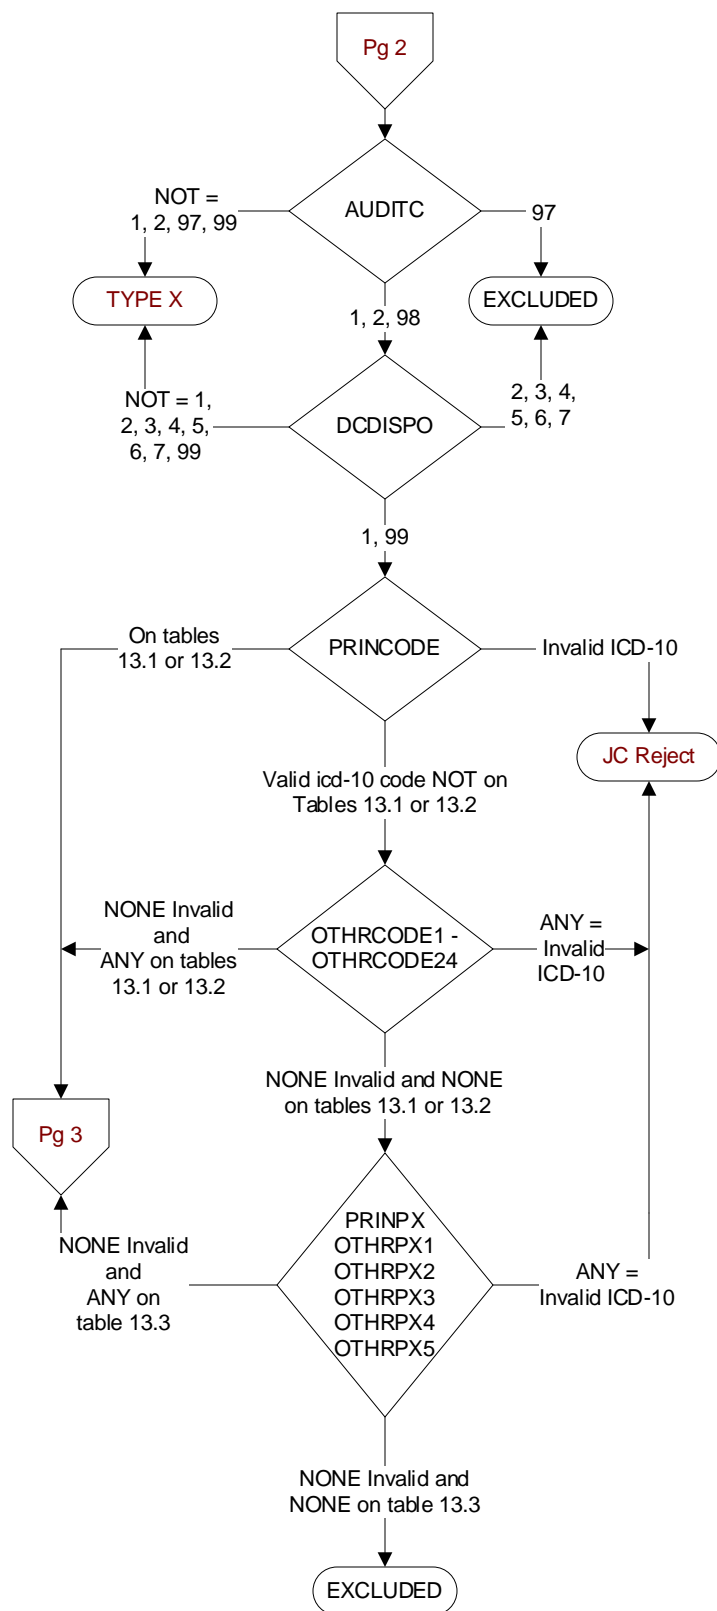 Pg 2
AUDITC
NOT =
1, 2, 97, 99
97
TYPE X
EXCLUDED
1, 2, 98
NOT = 1,
2, 3, 4, 5,
6, 7, 99
DCDISPO
2, 3, 4,
5, 6, 7
1, 99
On tables
13.1 or 13.2
PRINCODE
Invalid ICD-10
JC Reject
Valid icd-10 code NOT on
Tables 13.1 or 13.2
NONE Invalid
and
ANY on tables
13.1 or 13.2
OTHRCODE1 -
OTHRCODE24
ANY =
Invalid
ICD-10
NONE Invalid and NONE
on tables 13.1 or 13.2
Pg 3
PRINPX
OTHRPX1
OTHRPX2
OTHRPX3
OTHRPX4
OTHRPX5
NONE Invalid
and
ANY on
table 13.3
ANY =
Invalid ICD-10
NONE Invalid and
NONE on table 13.3
EXCLUDED